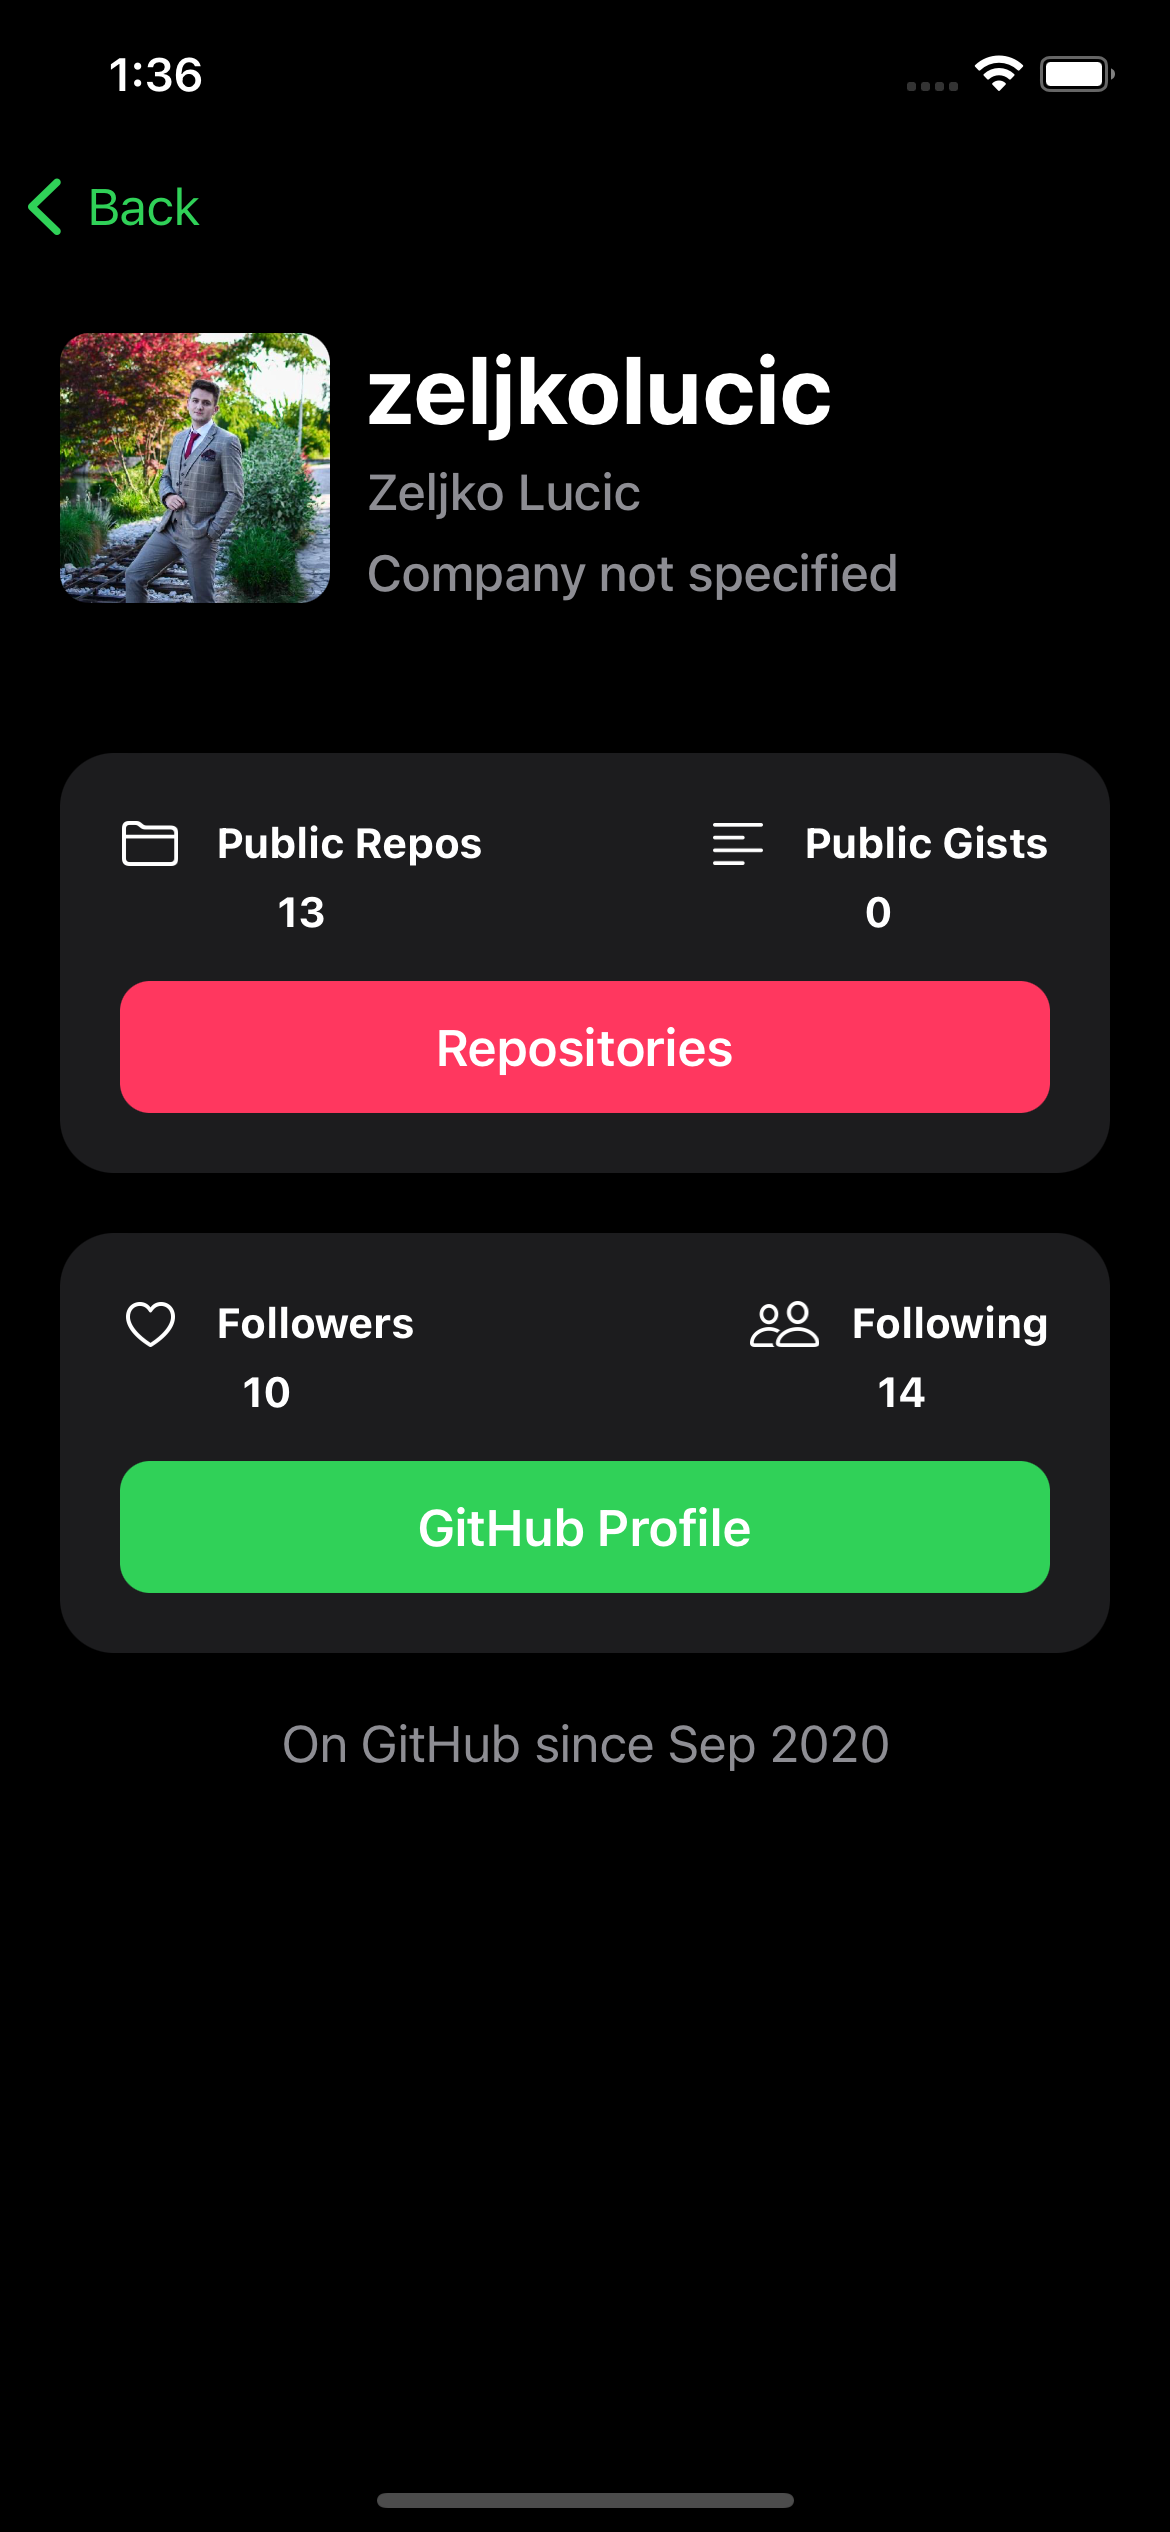 1:36
Back
zeljkolucic
Zeljko Lucic
Company not specified
Public Repos
13
Public Gists
0
Repositories
Followers
10
Following
14
GitHub Profile
On GitHub since Sep 2020